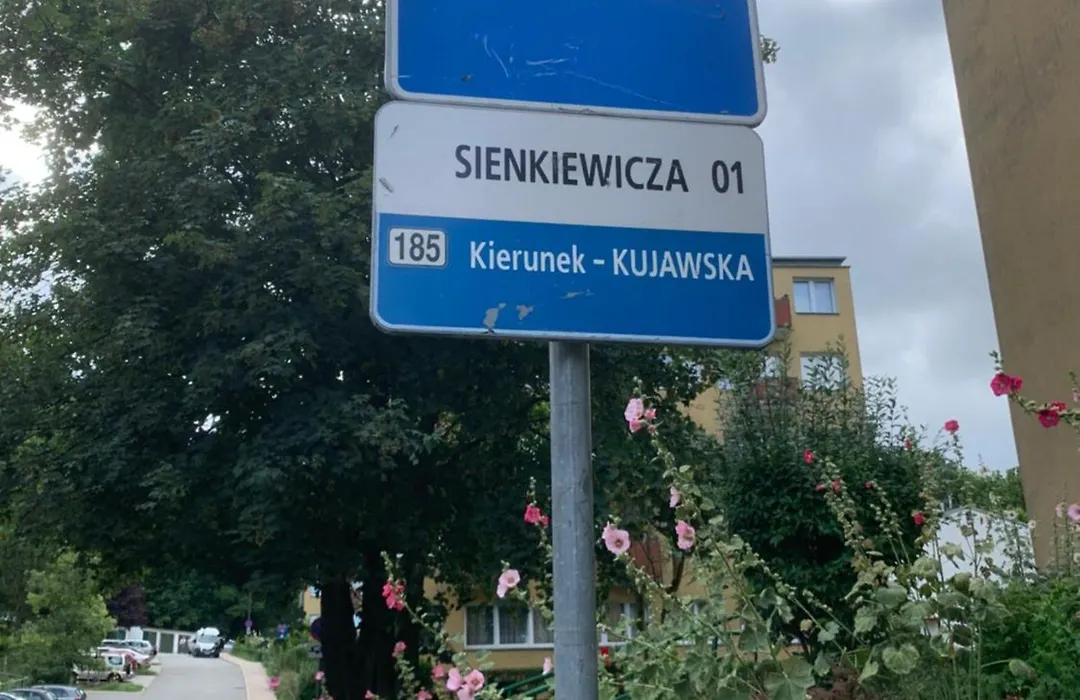 SIENKIEWICZA 01
185 Kierunek - KUJAWSKA